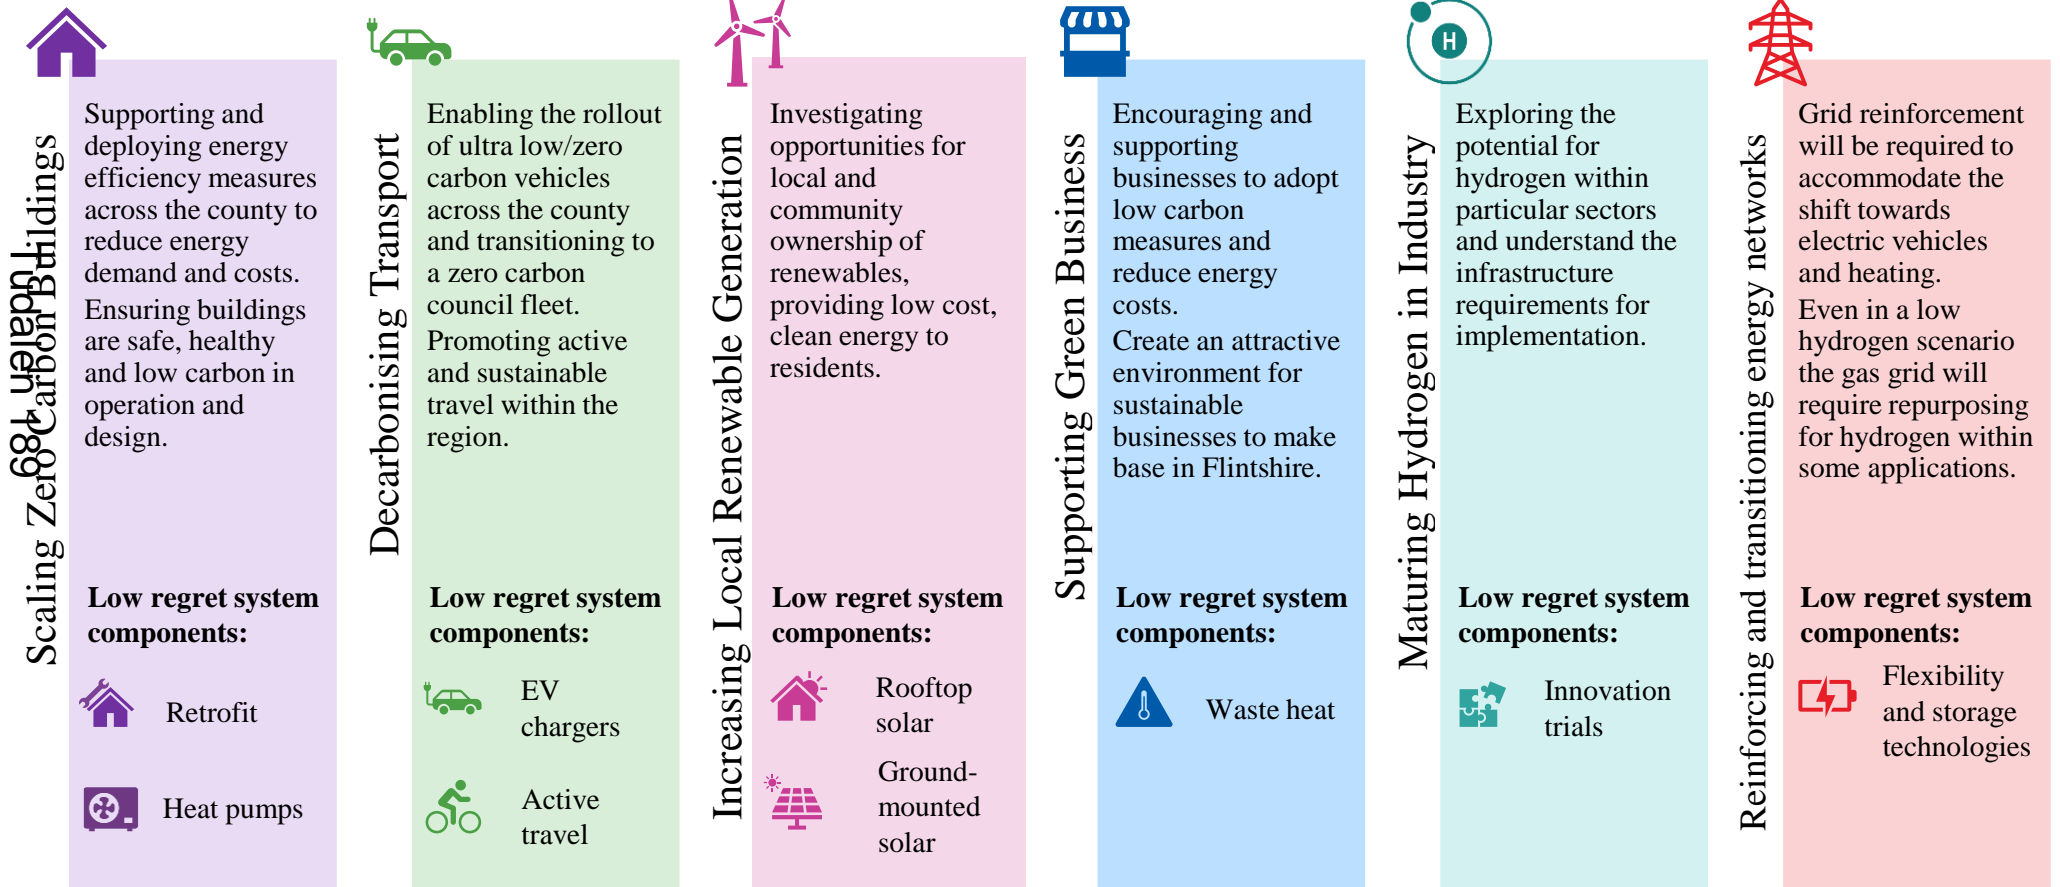 Tudalen 189
Scaling Zero Carbon Buildings
Supporting and
deploying energy
efficiency measures
across the county to
reduce energy
demand and costs.
Ensuring buildings
are safe, healthy
and low carbon in
operation and
design.
Low regret system
components:
Retrofit
Heat pumps
Decarbonising Transport
Enabling the rollout
of ultra low/zero
carbon vehicles
across the county
and transitioning to
a zero carbon
council fleet.
Promoting active
and sustainable
travel within the
region.
Low regret system
components:
EV
chargers
Active
travel
Increasing Local Renewable Generation
Investigating
opportunities for
local and
community
ownership of
renewables,
providing low cost,
clean energy to
residents.
Low regret system
components:
Rooftop
solar
Ground-
mounted
solar
Supporting Green Business
Encouraging and
supporting
businesses to adopt
low carbon
measures and
reduce energy
costs.
Create an attractive
environment for
sustainable
businesses to make
base in Flintshire.
Low regret system
components:
Waste heat
H
Maturing Hydrogen in Industry
Exploring the
potential for
hydrogen within
particular sectors
and understand the
infrastructure
requirements for
implementation.
Low regret system
components:
Innovation
trials
Reinforcing and transitioning energy networks
Grid reinforcement
will be required to
accommodate the
shift towards
electric vehicles
and heating.
Even in a low
hydrogen scenario
the gas grid will
require repurposing
for hydrogen within
some applications.
Low regret system
components:
Flexibility
and storage
technologies